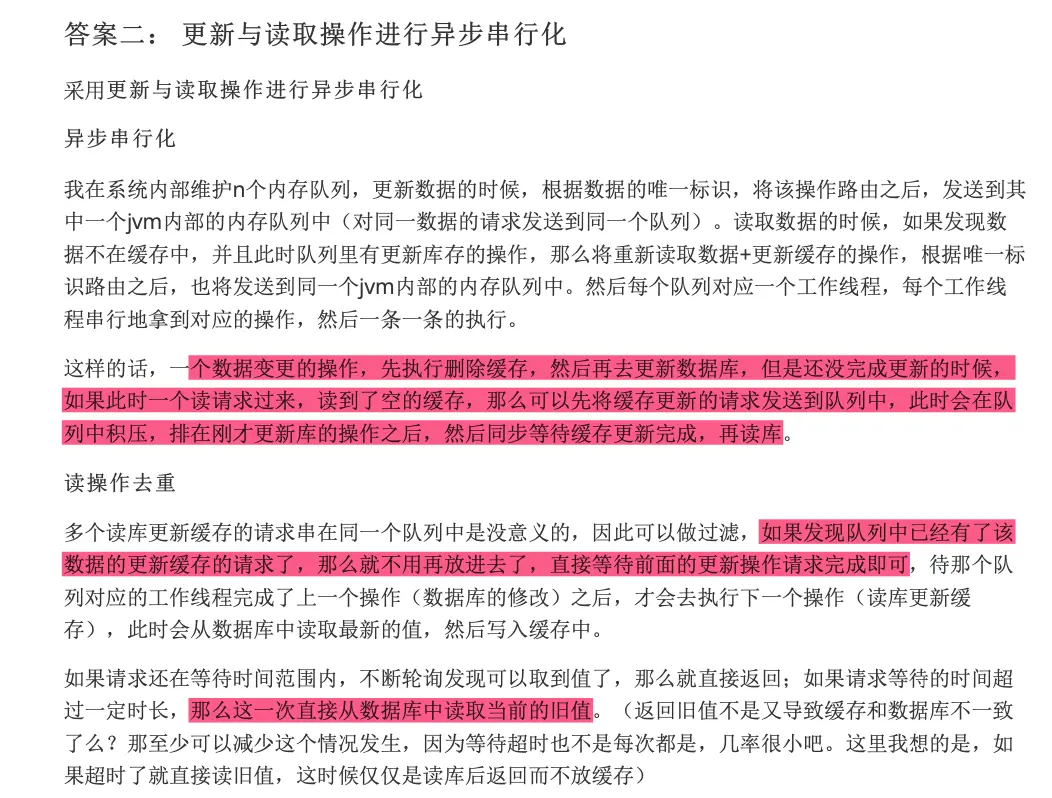 答案二： 更新与读取操作进行异步串行化
采用更新与读取操作进行异步串行化
异步串行化
我在系统内部维护n个内存队列，更新数据的时候，根据数据的唯一标识，将该操作路由之后，发送到其
中一个jvm内部的内存队列中（对同一数据的请求发送到同一个队列）。读取数据的时候，如果发现数
据不在缓存中，并且此时队列里有更新库存的操作，那么将重新读取数据+更新缓存的操作，根据唯一标
识路由之后，也将发送到同一个jvm内部的内存队列中。然后每个队列对应一个工作线程，每个工作线
程串行地拿到对应的操作，然后一条一条的执行。
这样的话，一个数据变更的操作，先执行删除缓存，然后再去更新数据库，但是还没完成更新的时候，
如果此时一个读请求过来，读到了空的缓存，那么可以先将缓存更新的请求发送到队列中，此时会在队
列中积压，排在刚才更新库的操作之后，然后同步等待缓存更新完成，再读库。
读操作去重
多个读库更新缓存的请求串在同一个队列中是没意义的，因此可以做过滤，如果发现队列中已经有了该
数据的更新缓存的请求了，那么就不用再放进去了，直接等待前面的更新操作请求完成即可，待那个队
列对应的工作线程完成了上一个操作（数据库的修改）之后，才会去执行下一个操作（读库更新缓
存），此时会从数据库中读取最新的值，然后写入缓存中。
如果请求还在等待时间范围内，不断轮询发现可以取到值了，那么就直接返回；如果请求等待的时间超
过一定时长，那么这一次直接从数据库中读取当前的旧值。（返回旧值不是又导致缓存和数据库不一致
了么？那至少可以减少这个情况发生，因为等待超时也不是每次都是，几率很小吧。这里我想的是，如
果超时了就直接读旧值，这时候仅仅是读库后返回而不放缓存）